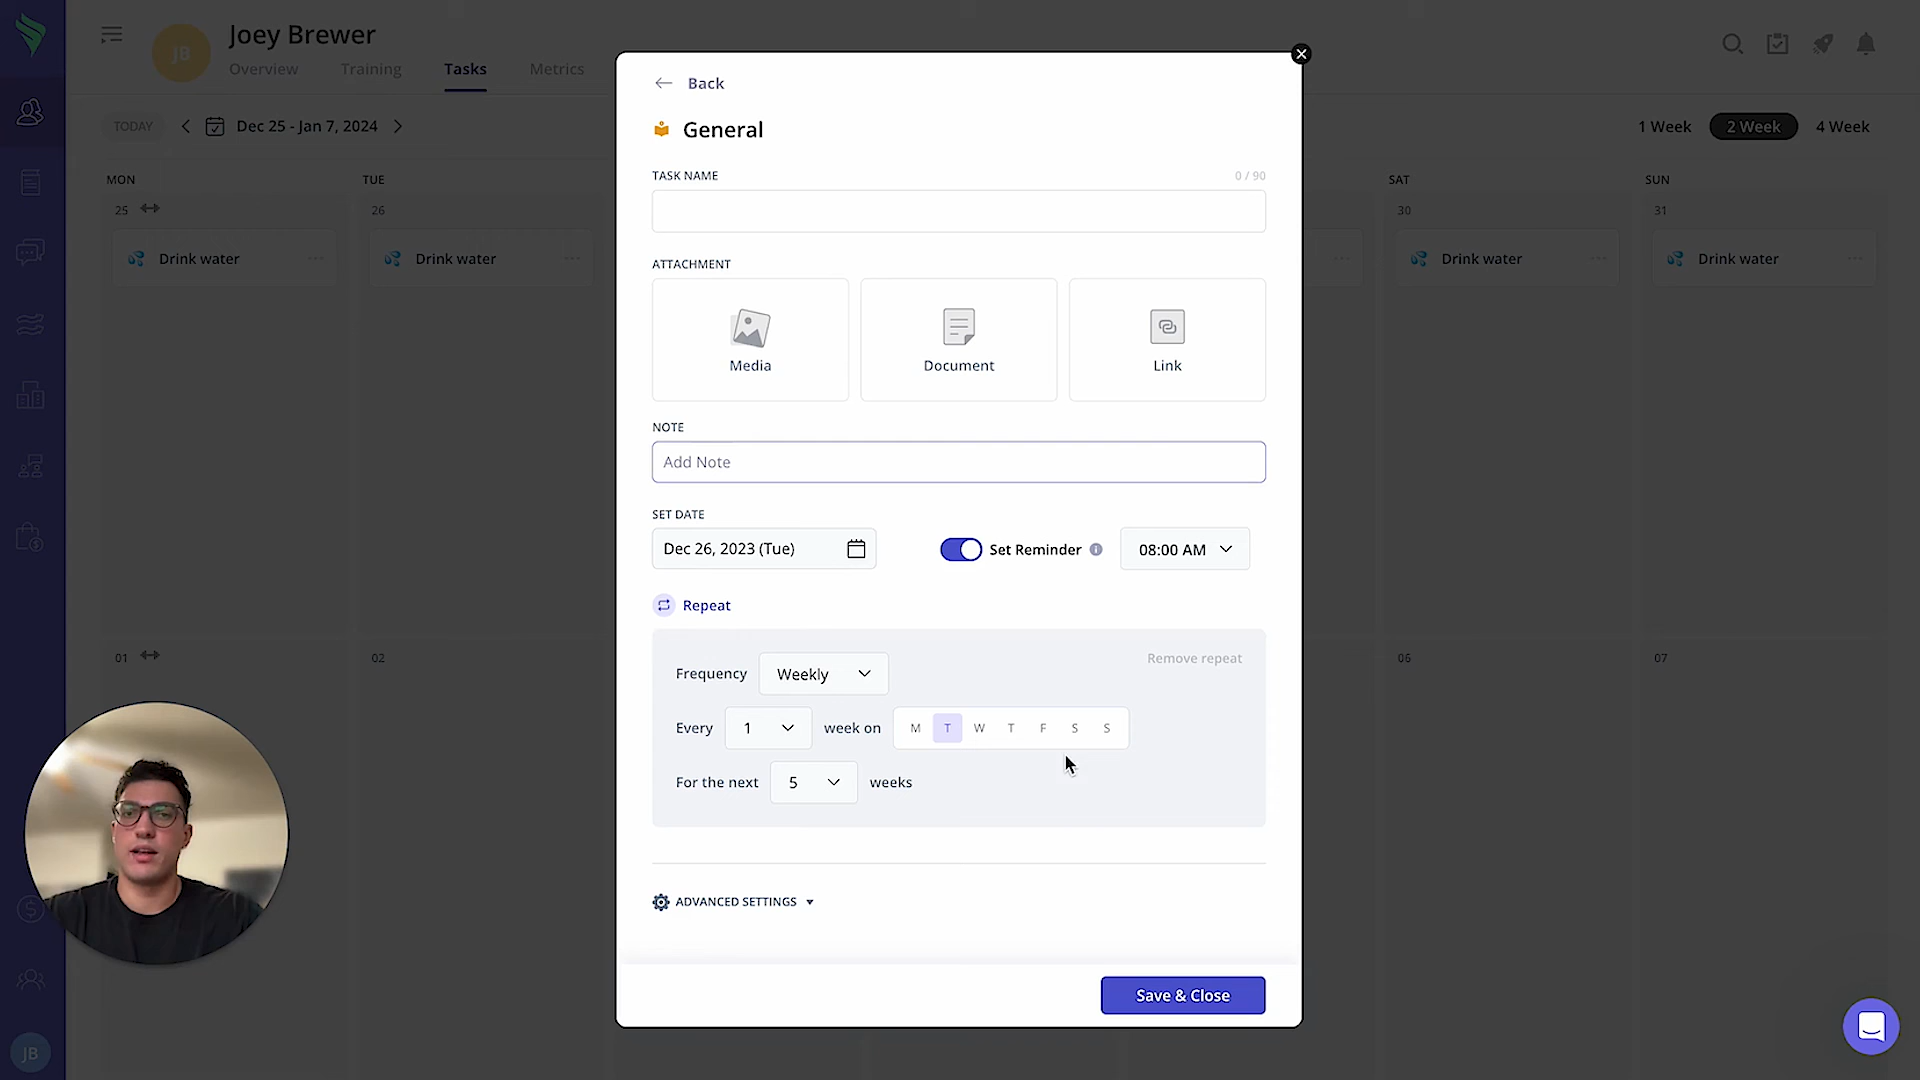 JB
Joey Brewer
Overview Training Tasks Metrics
TODAY Dec 25 - Jan 7, 2024
1 Week 2 Week 4 Week
MON TUE SAT SUN
25 26 30 31
Drink water Drink water Drink water Drink water
01 02 06 07
Back
General
TASK NAME 0 / 90
ATTACHMENT
Media Document Link
NOTE
Add Note
SET DATE
Dec 26, 2023 (Tue) Set Reminder 08:00 AM
Repeat
Frequency Weekly Remove repeat
Every 1 week on M T W T F S S
For the next 5 weeks
ADVANCED SETTINGS
Save & Close
JB